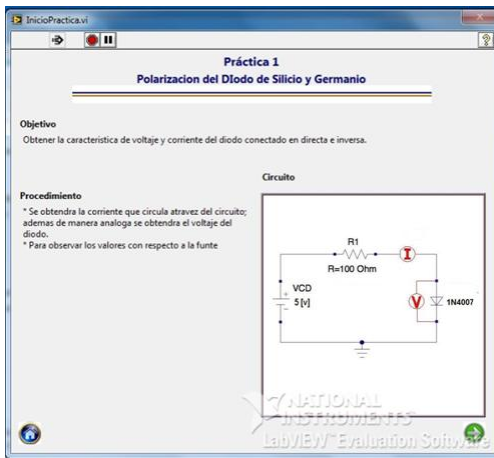 InicioPractica.vi
Práctica 1
Polarizacion del DIodo de Silicio y Germanio
Objetivo
Obtener la caracteristica de voltaje y corriente del diodo conectado en directa e inversa.
Circuito
Procedimiento
* Se obtendra la corriente que circula atravez del circuito;
ademas de manera analoga se obtendra el voltaje del
diodo.
* Para observar los valores con respecto a la funte
R1
I
R=100 Ohm
VCD
+
5 [v]
V
1N4007
NATIONAL
INSTRUMENTS
LabVIEW™ Evaluation Software